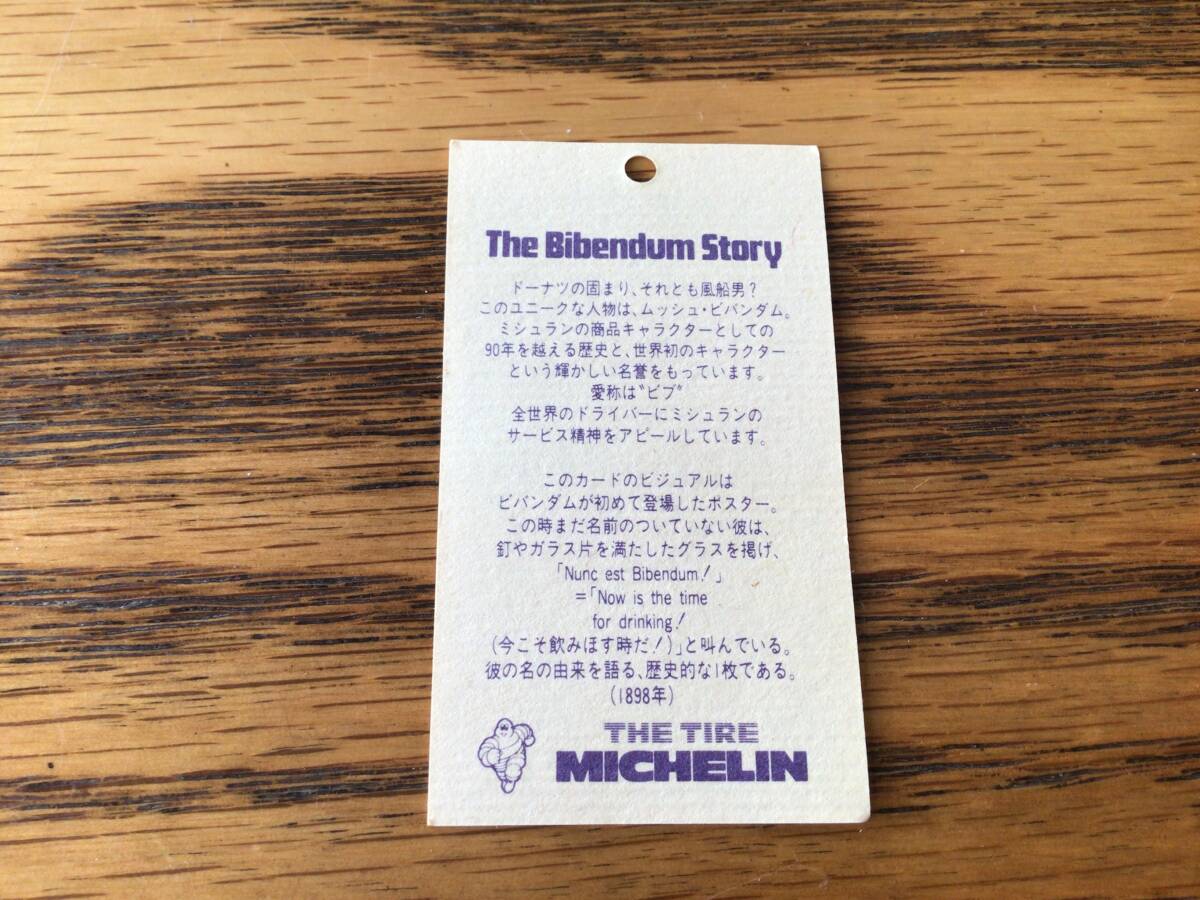 The Bibendum Story
ドーナツの固まり、それとも風船男？
このユニークな人物は、ムッシュ・ビバンダム。
ミシュランの商品キャラクターとしての
90年を越える歴史と、世界初のキャラクター
という輝かしい名誉をもっています。
愛称は〝ビブ〞
全世界のドライバーにミシュランの
サービス精神をアピールしています。
このカードのビジュアルは
ビバンダムが初めて登場したポスター。
この時まだ名前のついていない彼は、
釘やガラス片を満たしたグラスを掲げ、
「Nunc est Bibendum！」
=「Now is the time
for drinking！
(今こそ飲みほす時だ！)」と叫んでいる。
彼の名の由来を語る、歴史的な1枚である。
(1898年)
THE TIRE
MICHELIN